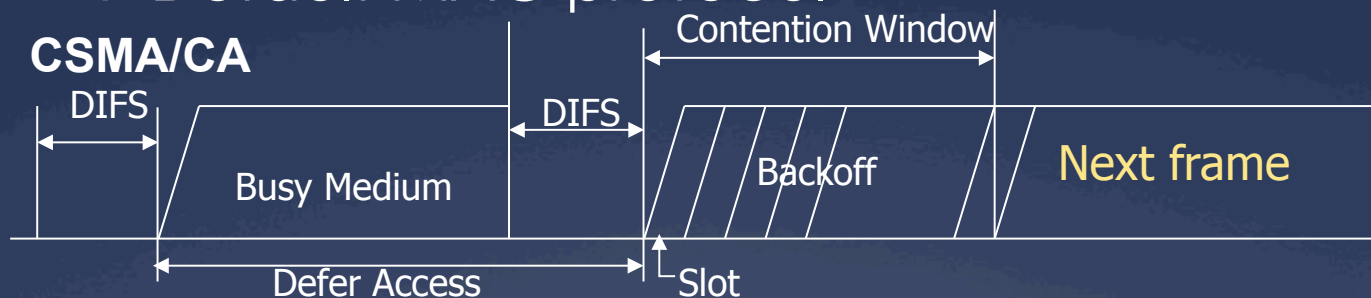 CSMA/CA
Contention Window
DIFS
DIFS
Busy Medium
Backoff
Next frame
Defer Access
Slot